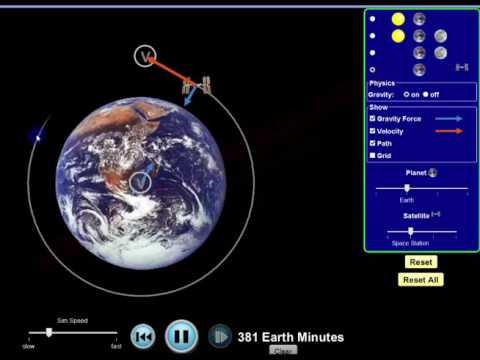 V
V
Physics
Gravity: on off
Show
Gravity Force
Velocity
Path
Grid
Planet
Earth
Satellite
Space Station
Reset
Reset All
Sim Speed
slow fast
381 Earth Minutes
Clear